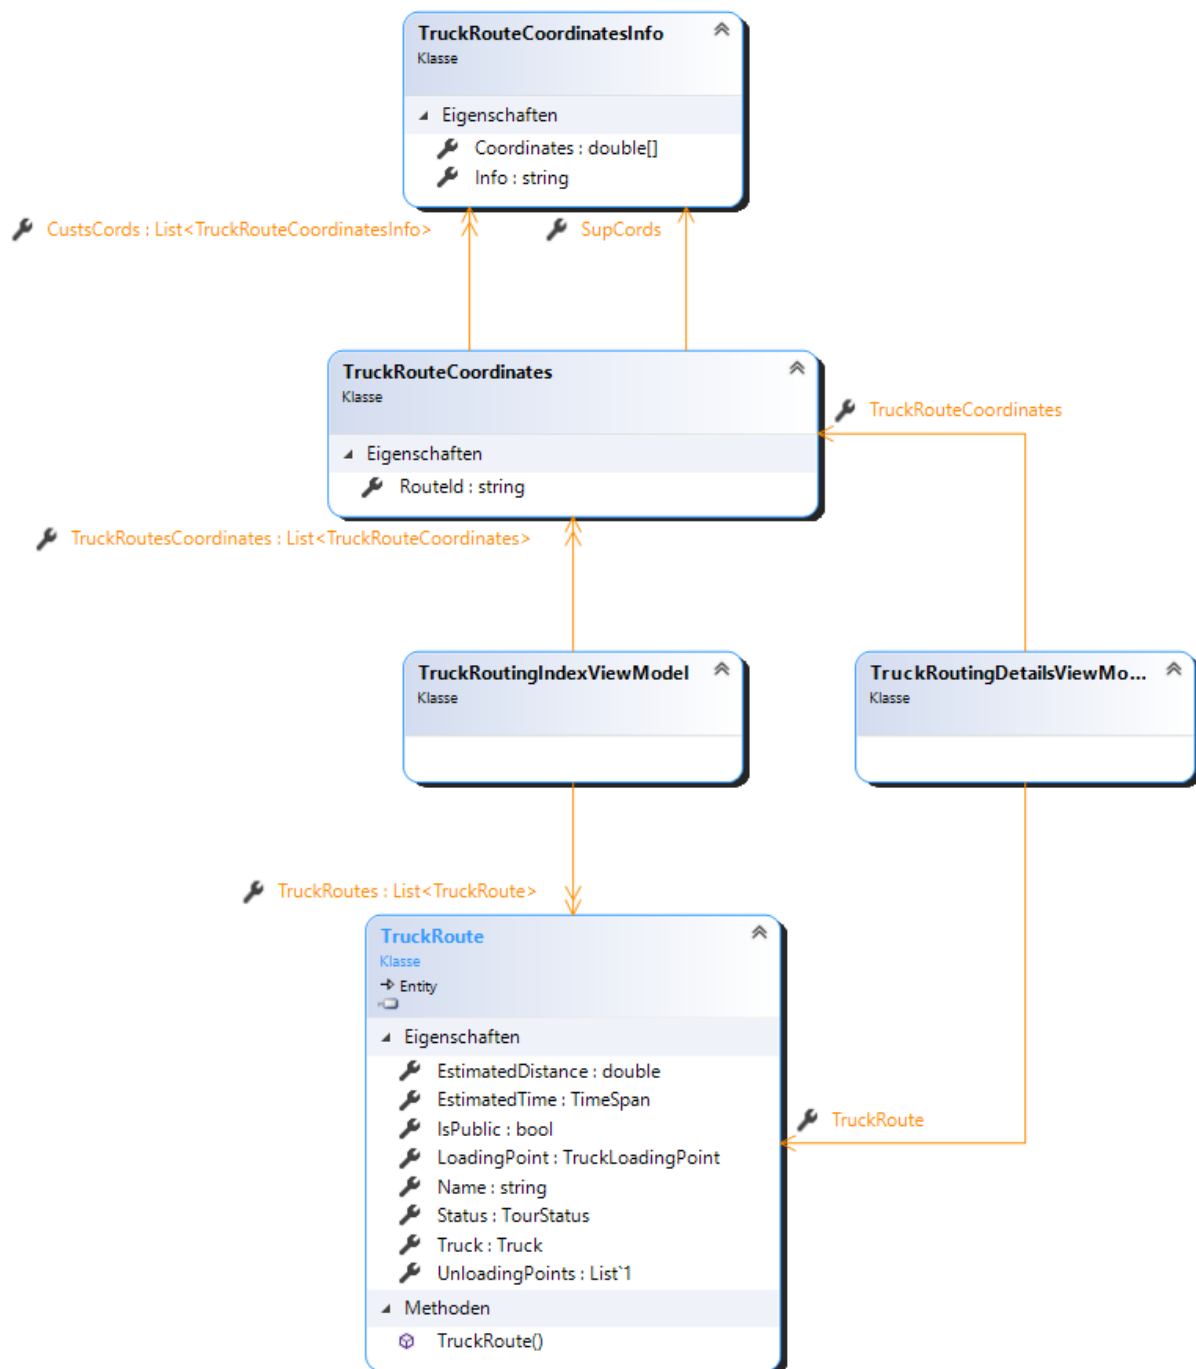 TruckRouteCoordinatesInfo
Klasse
Eigenschaften
Coordinates : double[]
Info : string
CustsCords : List<TruckRouteCoordinatesInfo>
SupCords
TruckRouteCoordinates
Klasse
Eigenschaften
RouteId : string
TruckRouteCoordinates
TruckRoutesCoordinates : List<TruckRouteCoordinates>
TruckRoutingIndexViewModel
Klasse
TruckRoutingDetailsViewMo...
Klasse
TruckRoutes : List<TruckRoute>
TruckRoute
Klasse
Entity
Eigenschaften
EstimatedDistance : double
EstimatedTime : TimeSpan
IsPublic : bool
LoadingPoint : TruckLoadingPoint
Name : string
Status : TourStatus
Truck : Truck
UnloadingPoints : List`1
Methoden
TruckRoute()
TruckRoute